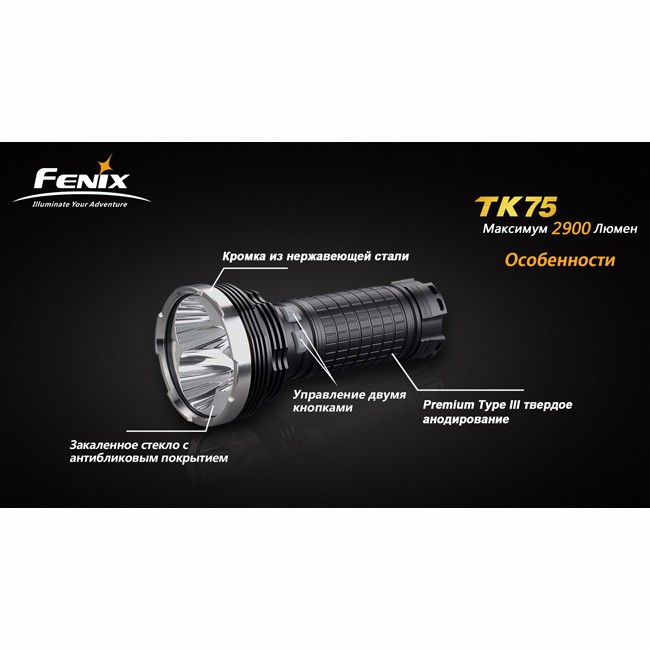 FENIX
Illuminate Your Adventure
TK75
Максимум 2900 Люмен
Особенности
Кромка из нержавеющей стали
Управление двумя
кнопками
Premium Type III твердое
анодирование
Закаленное стекло с
антибликовым покрытием